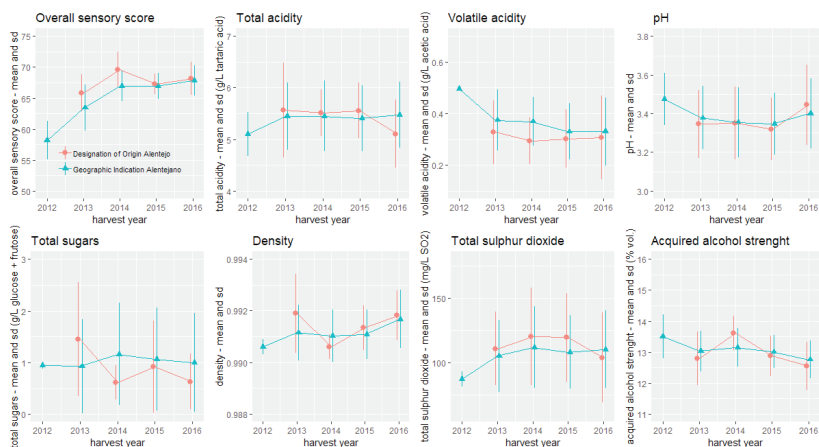 Overall sensory score
overall sensory score - mean and sd
75
70
65
60
55
50
Designation of Origin Alentejo
Geographic Indication Alentejano
2012 2013 2014 2015 2016
harvest year
Total acidity
total acidity - mean and sd (g/L tartaric acid)
7
6
5
4
2012 2013 2014 2015 2016
harvest year
Volatile acidity
volatile acidity - mean and sd (g/L acetic acid)
0.6
0.4
0.2
2012 2013 2014 2015 2016
harvest year
pH
pH - mean and sd
3.8
3.6
3.4
3.2
3.0
2012 2013 2014 2015 2016
harvest year
Total sugars
total sugars - mean and sd (g/L glucose + frutose)
3
2
1
0
2012 2013 2014 2015 2016
harvest year
Density
density - mean and sd
0.994
0.992
0.990
0.988
2012 2013 2014 2015 2016
harvest year
Total sulphur dioxide
total sulphur dioxide - mean and sd (mg/L SO2)
150
100
2012 2013 2014 2015 2016
harvest year
Acquired alcohol strenght
acquired alcohol strenght - mean and sd (% vol.)
16
15
14
13
12
11
2012 2013 2014 2015 2016
harvest year